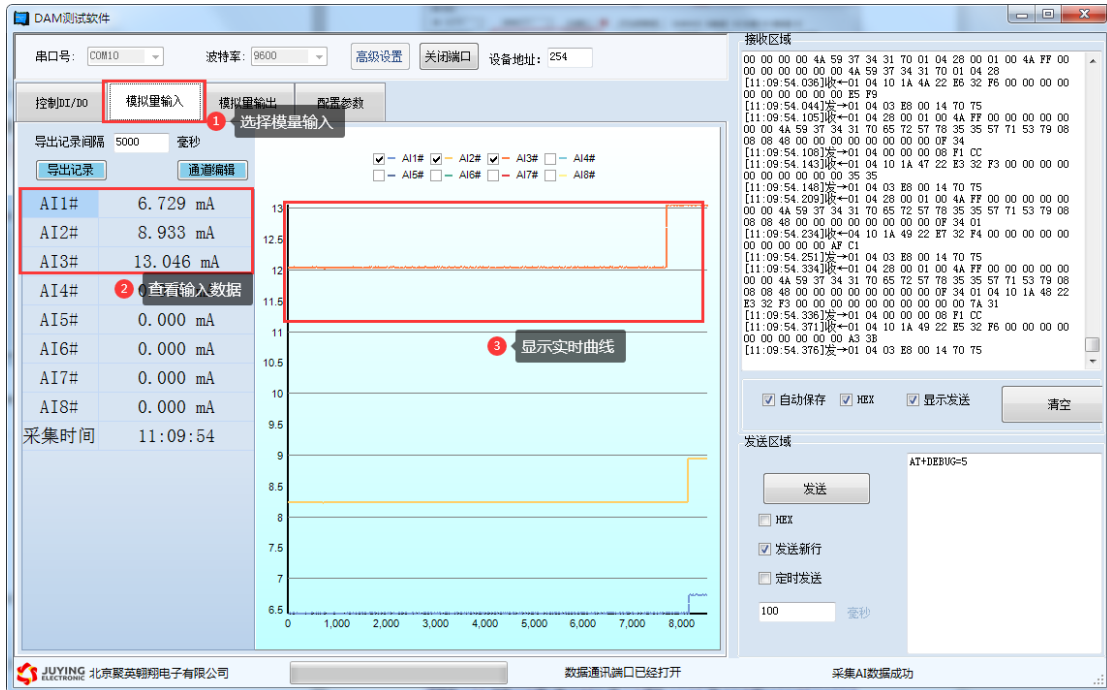 DAM测试软件
串口号: COM10 波特率: 9600 高级设置 关闭端口 设备地址: 254
控制DI/DO 模拟量输入 模拟量输出 配置参数
1 选择模量输入
导出记录间隔 5000 毫秒
导出记录 通道编辑
AI1# 6.729 mA
AI2# 8.933 mA
AI3# 13.046 mA
AI4#
2 查看输入数据
AI5# 0.000 mA
AI6# 0.000 mA
AI7# 0.000 mA
AI8# 0.000 mA
采集时间 11:09:54
AI1# AI2# AI3# AI4#
AI5# AI6# AI7# AI8#
13
12.5
12
11.5
11
10.5
10
9.5
9
8.5
8
7.5
7
6.5
0 1,000 2,000 3,000 4,000 5,000 6,000 7,000 8,000
3 显示实时曲线
接收区域
00 00 00 00 4A 59 37 34 31 70 01 04 28 00 01 00 4A FF 00
00 00 00 00 00 00 4A 59 37 34 31 70 01 04 28
[11:09:54.036]收←01 04 10 1A 4A 22 E6 32 F6 00 00 00 00
00 00 00 00 00 00 E5 F9
[11:09:54.044]发→01 04 03 E8 00 14 70 75
[11:09:54.105]收←01 04 28 00 01 00 4A FF 00 00 00 00 00
00 00 4A 59 37 34 31 70 65 72 57 78 35 35 57 71 53 79 08
08 08 48 00 00 00 00 00 00 00 00 0F 34
[11:09:54.108]发→01 04 00 00 00 08 F1 CC
[11:09:54.143]收←01 04 10 1A 47 22 E3 32 F3 00 00 00 00
00 00 00 00 00 00 35 35
[11:09:54.148]发→01 04 03 E8 00 14 70 75
[11:09:54.209]收←01 04 28 00 01 00 4A FF 00 00 00 00 00
00 00 4A 59 37 34 31 70 65 72 57 78 35 35 57 71 53 79 08
08 08 48 00 00 00 00 00 00 00 00 0F 34 01
[11:09:54.234]收←04 10 1A 49 22 E7 32 F4 00 00 00 00 00
00 00 00 00 00 AF C1
[11:09:54.251]发→01 04 03 E8 00 14 70 75
[11:09:54.334]收←01 04 28 00 01 00 4A FF 00 00 00 00 00
00 00 4A 59 37 34 31 70 65 72 57 78 35 35 57 71 53 79 08
08 08 48 00 00 00 00 00 00 00 00 0F 34 01 04 10 1A 48 22
E3 32 F3 00 00 00 00 00 00 00 00 00 00 7A 31
[11:09:54.336]发→01 04 00 00 00 08 F1 CC
[11:09:54.371]收←01 04 10 1A 49 22 E5 32 F6 00 00 00 00
00 00 00 00 00 00 A3 3B
[11:09:54.376]发→01 04 03 E8 00 14 70 75
自动保存 HEX 显示发送 清空
发送区域
AT+DEBUG=5
发送
HEX
发送新行
定时发送
100 毫秒
JUYING ELECTRONIC 北京聚英翱翔电子有限公司 数据通讯端口已经打开 采集AI数据成功